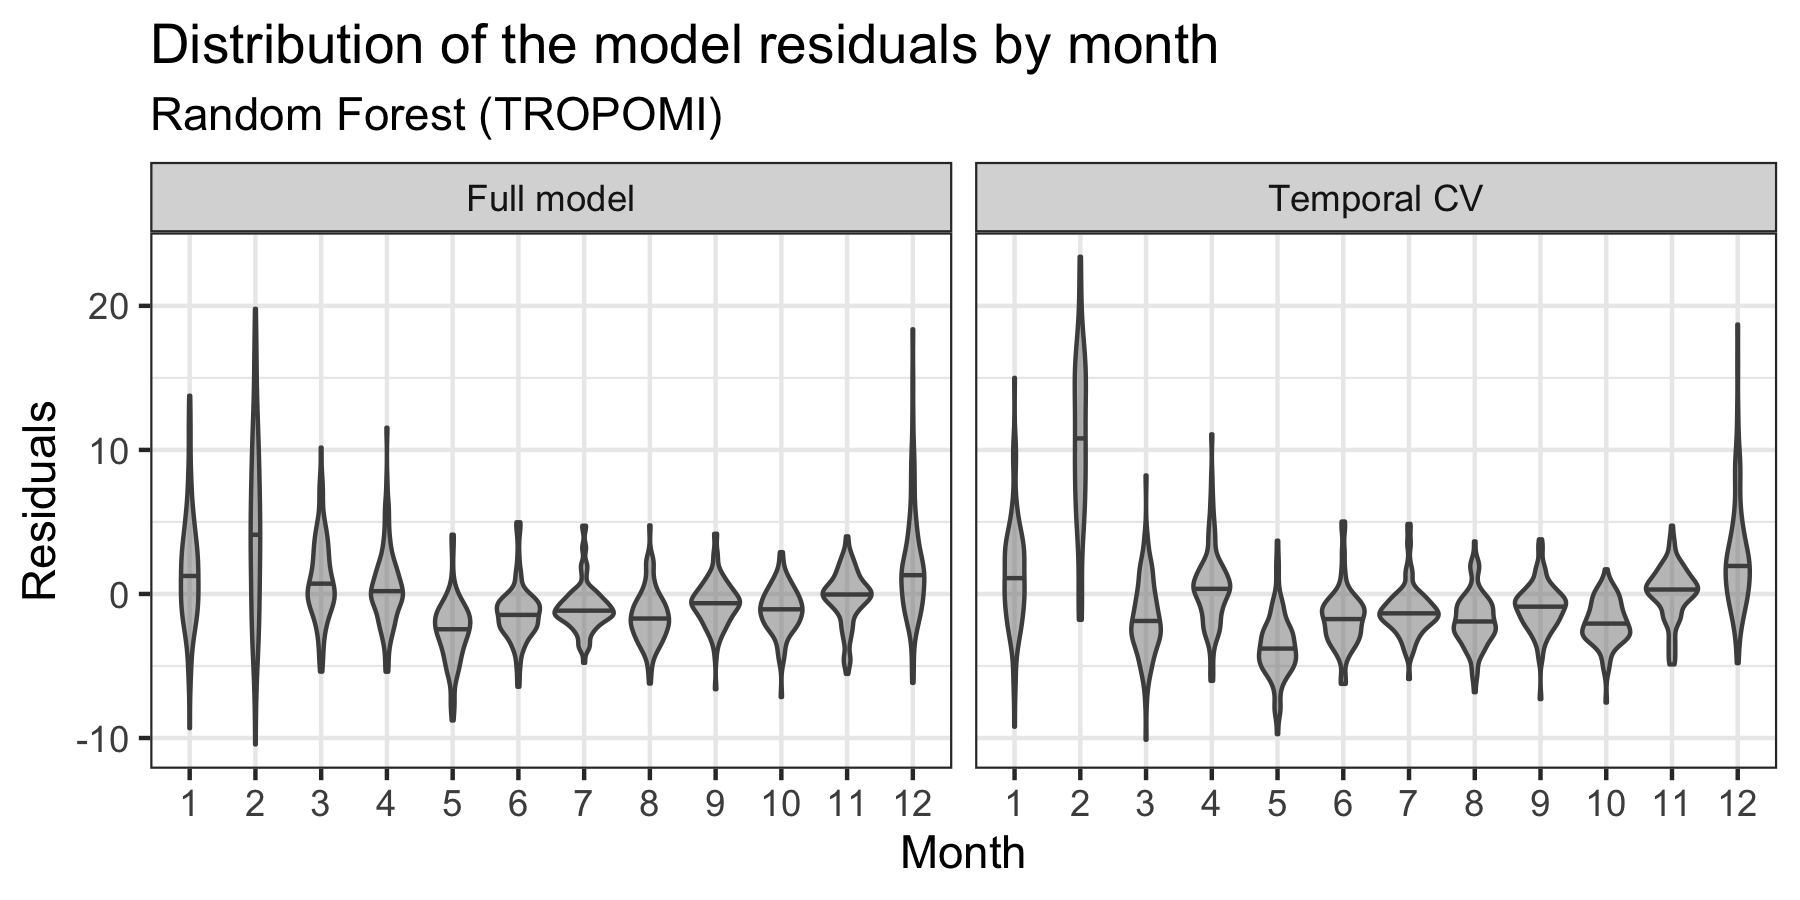 Distribution of the model residuals by month
Random Forest (TROPOMI)
Full model
Temporal CV
Residuals
20
10
0
-10
1 2 3 4 5 6 7 8 9 10 11 12
1 2 3 4 5 6 7 8 9 10 11 12
Month